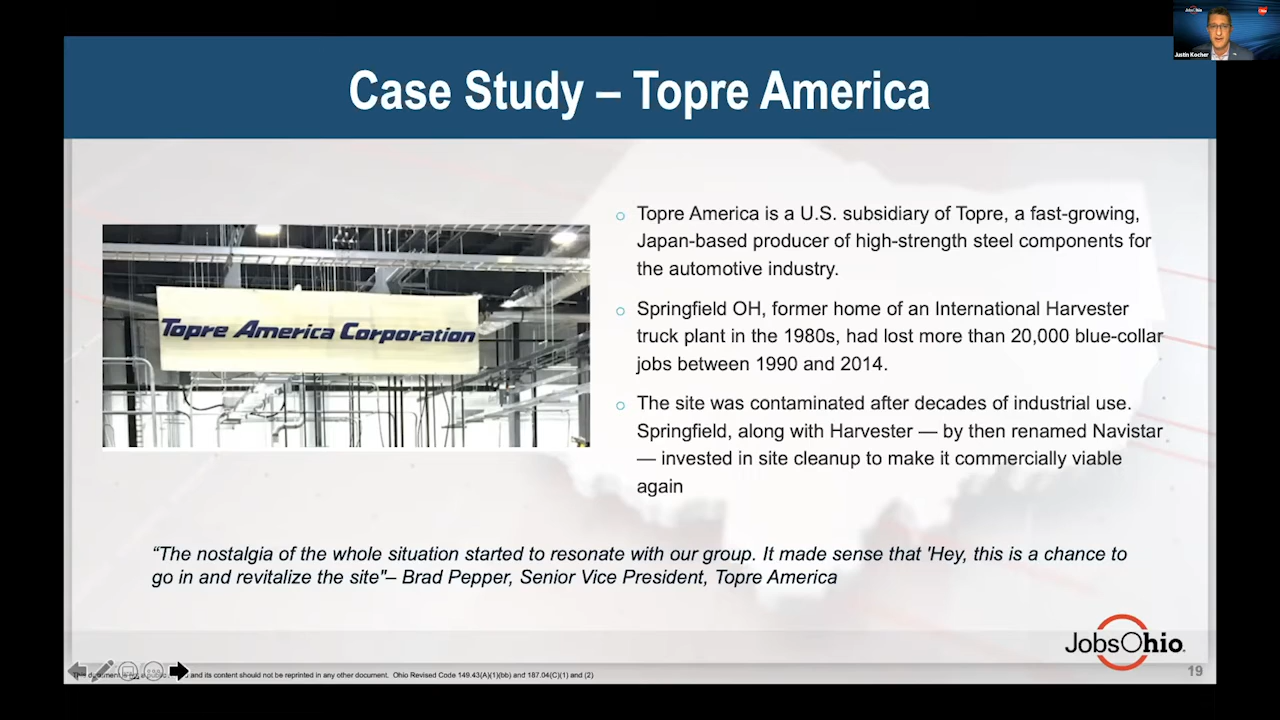 JobsOhio
Justin Kocher
Case Study – Topre America
Topre America Corporation
Topre America is a U.S. subsidiary of Topre, a fast-growing,
Japan-based producer of high-strength steel components for
the automotive industry.
Springfield OH, former home of an International Harvester
truck plant in the 1980s, had lost more than 20,000 blue-collar
jobs between 1990 and 2014.
The site was contaminated after decades of industrial use.
Springfield, along with Harvester — by then renamed Navistar
— invested in site cleanup to make it commercially viable
again
“The nostalgia of the whole situation started to resonate with our group. It made sense that 'Hey, this is a chance to
go in and revitalize the site"– Brad Pepper, Senior Vice President, Topre America
JobsOhio.
19
and its content should not be reprinted in any other document. Ohio Revised Code 149.43(A)(1)(bb) and 187.04(C)(1) and (2)